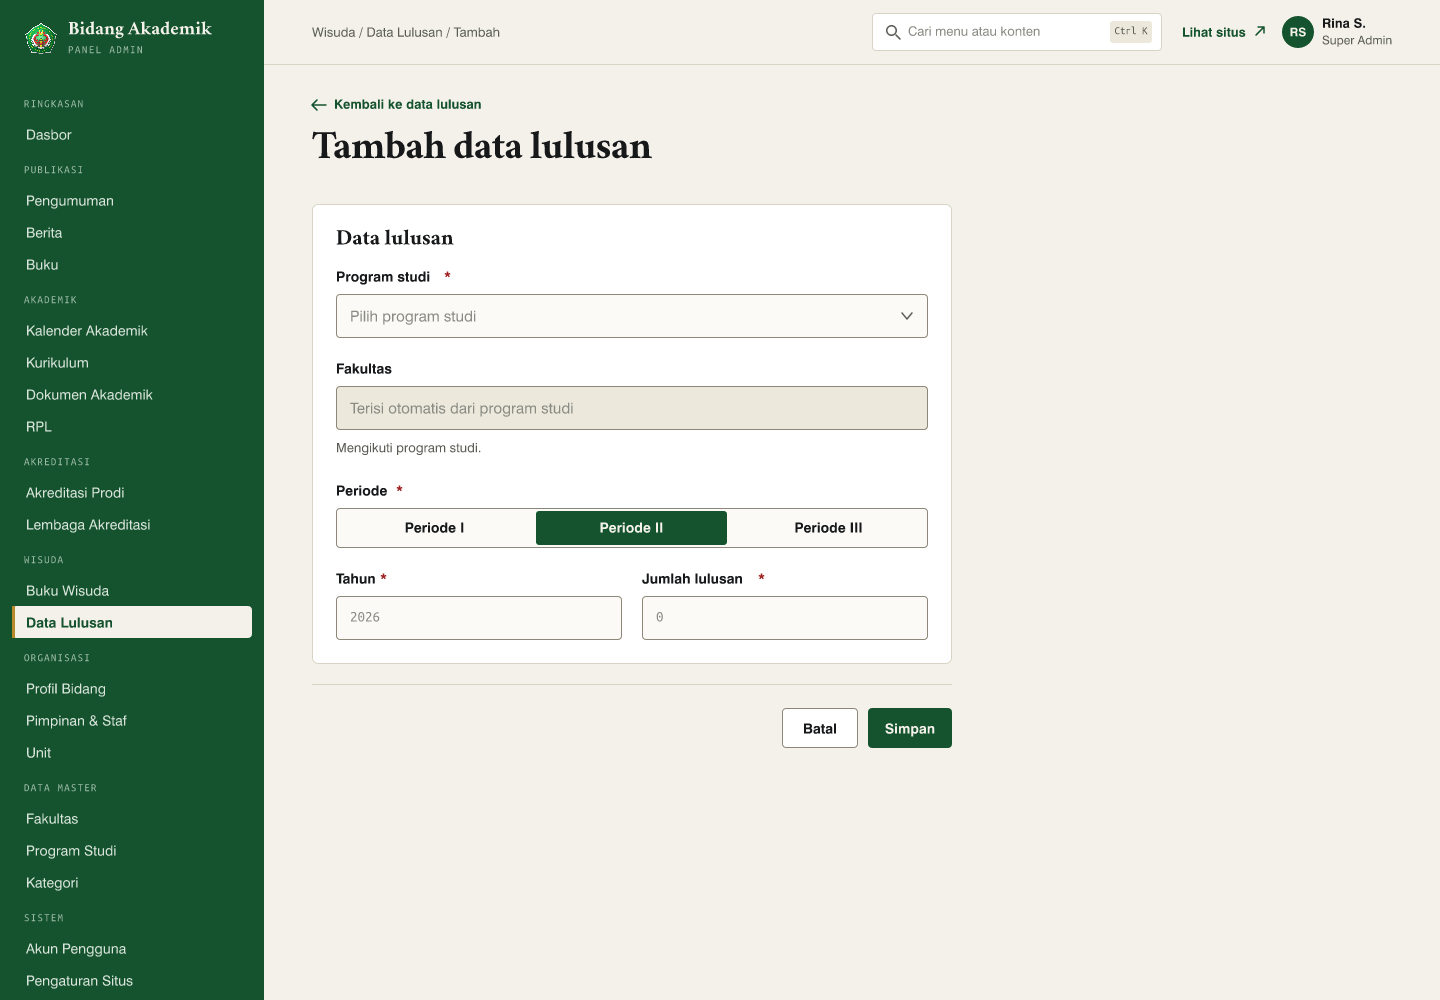 Bidang Akademik
PANEL ADMIN
RINGKASAN
Dasbor
PUBLIKASI
Pengumuman
Berita
Buku
AKADEMIK
Kalender Akademik
Kurikulum
Dokumen Akademik
RPL
AKREDITASI
Akreditasi Prodi
Lembaga Akreditasi
WISUDA
Buku Wisuda
Data Lulusan
ORGANISASI
Profil Bidang
Pimpinan & Staf
Unit
DATA MASTER
Fakultas
Program Studi
Kategori
SISTEM
Akun Pengguna
Pengaturan Situs
Wisuda / Data Lulusan / Tambah
Cari menu atau konten
Ctrl K
Lihat situs ↗
RS
Rina S.
Super Admin
← Kembali ke data lulusan
Tambah data lulusan
Data lulusan
Program studi *
Pilih program studi
Fakultas
Terisi otomatis dari program studi
Mengikuti program studi.
Periode *
Periode I
Periode II
Periode III
Tahun *
2026
Jumlah lulusan *
0
Batal
Simpan